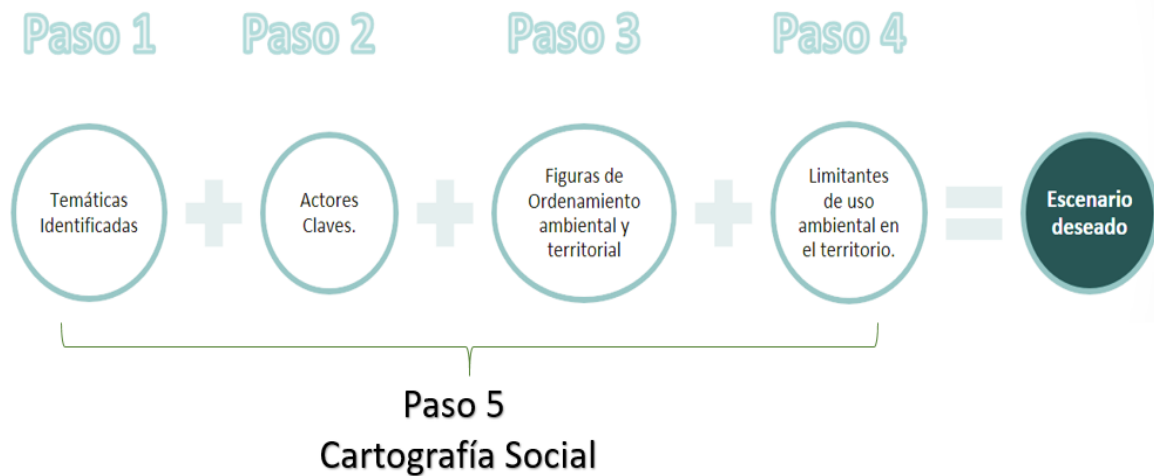 Paso 1
Paso 2
Paso 3
Paso 4
Temáticas
Identificadas
Actores
Claves.
Figuras de
Ordenamiento
ambiental y
territorial
Limitantes
de uso
ambiental en
el territorio.
Escenario
deseado
Paso 5
Cartografía Social